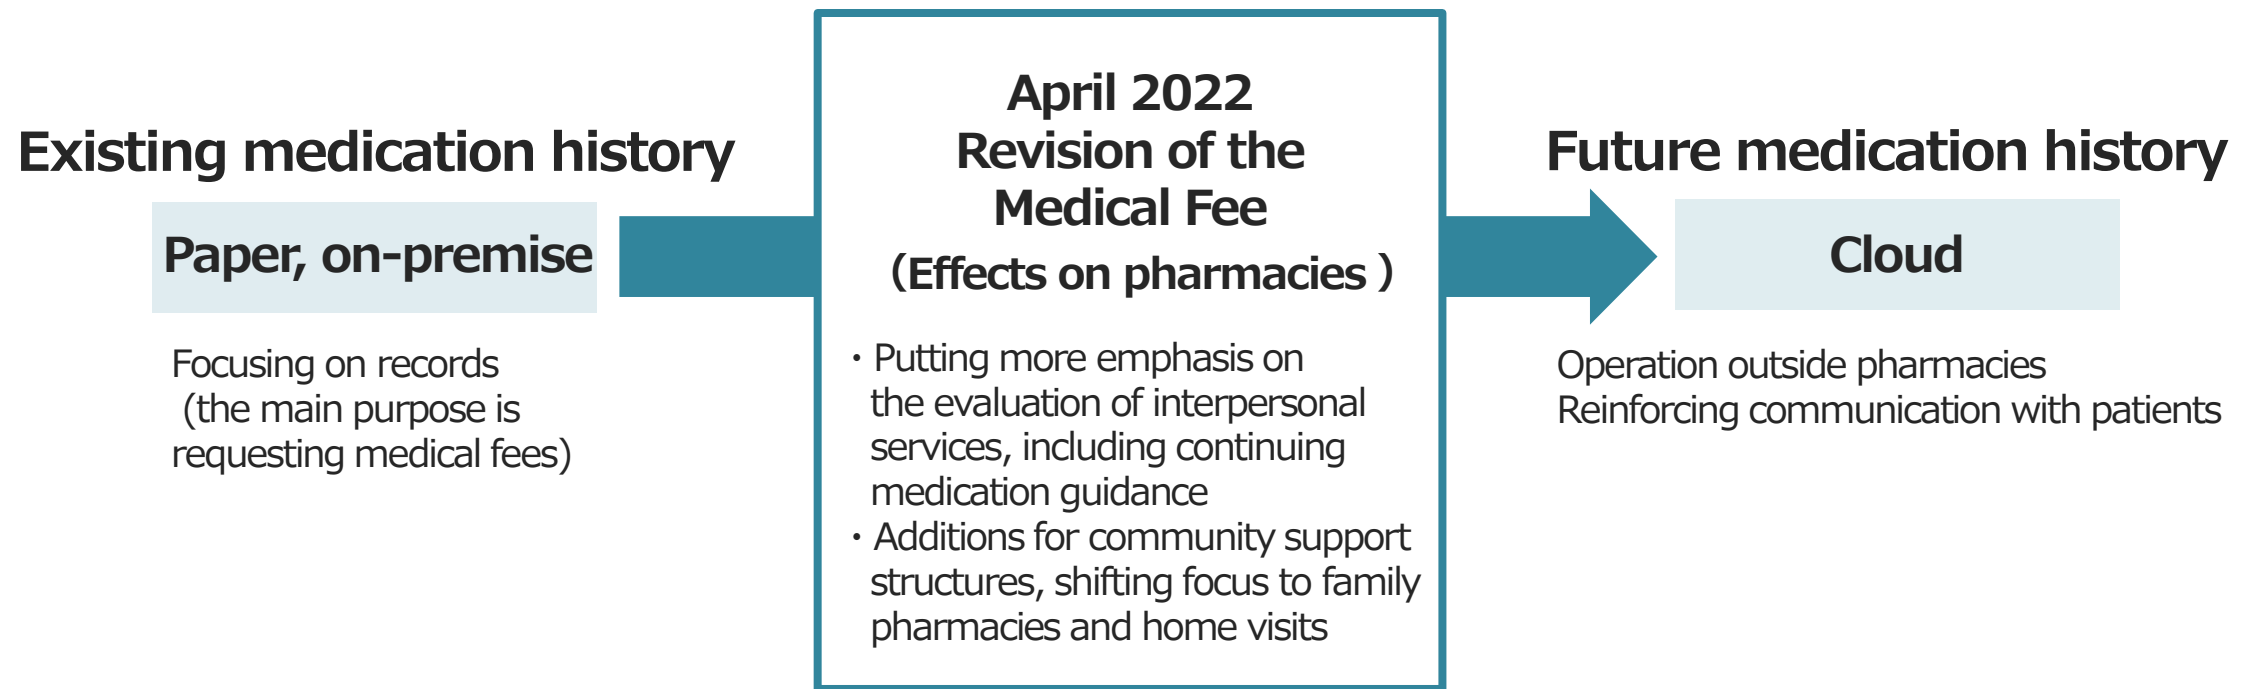 Existing medication history
Paper, on-premise
Focusing on records
(the main purpose is
requesting medical fees)
April 2022
Revision of the
Medical Fee
（Effects on pharmacies ）
・Putting more emphasis on
the evaluation of interpersonal
services, including continuing
medication guidance
・Additions for community support
structures, shifting focus to family
pharmacies and home visits
Future medication history
Cloud
Operation outside pharmacies
Reinforcing communication with patients